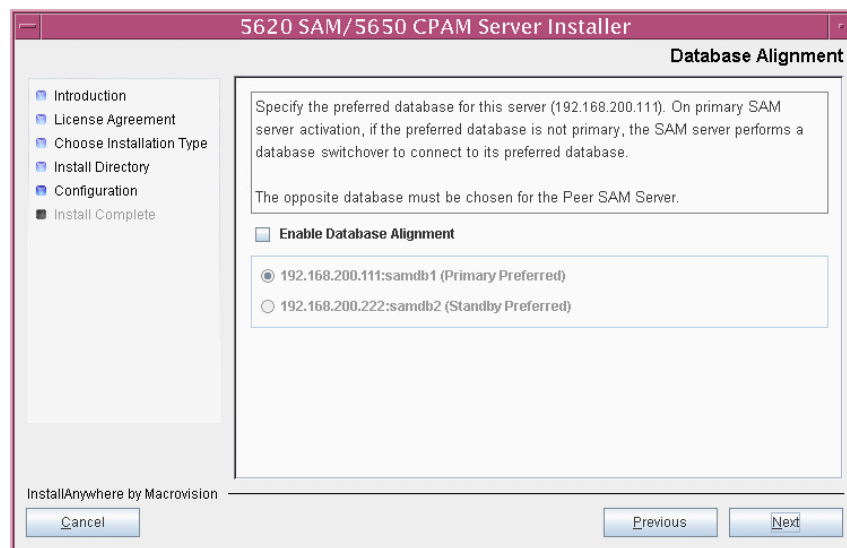 5620 SAM/5650 CPAM Server Installer
Database Alignment
Introduction
License Agreement
Choose Installation Type
Install Directory
Configuration
Install Complete
Specify the preferred database for this server (192.168.200.111). On primary SAM
server activation, if the preferred database is not primary, the SAM server performs a
database switchover to connect to its preferred database.
The opposite database must be chosen for the Peer SAM Server.
Enable Database Alignment
192.168.200.111:samdb1 (Primary Preferred)
192.168.200.222:samdb2 (Standby Preferred)
InstallAnywhere by Macrovision
Cancel
Previous
Next